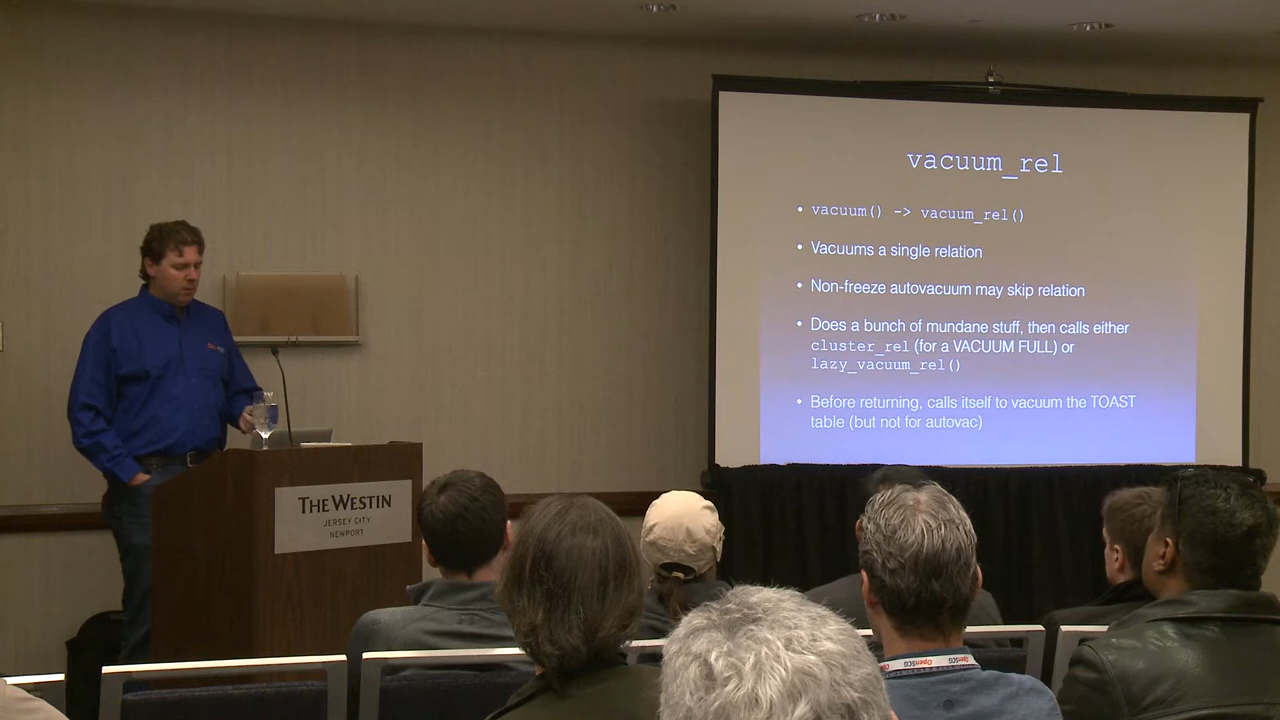 vacuum_rel
• vacuum() -> vacuum_rel()
• Vacuums a single relation
• Non-freeze autovacuum may skip relation
• Does a bunch of mundane stuff, then calls either
cluster_rel (for a VACUUM FULL) or
lazy_vacuum_rel()
• Before returning, calls itself to vacuum the TOAST
table (but not for autovac)
THE WESTIN
JERSEY CITY
NEWPORT
OpenSCG OpenSCG